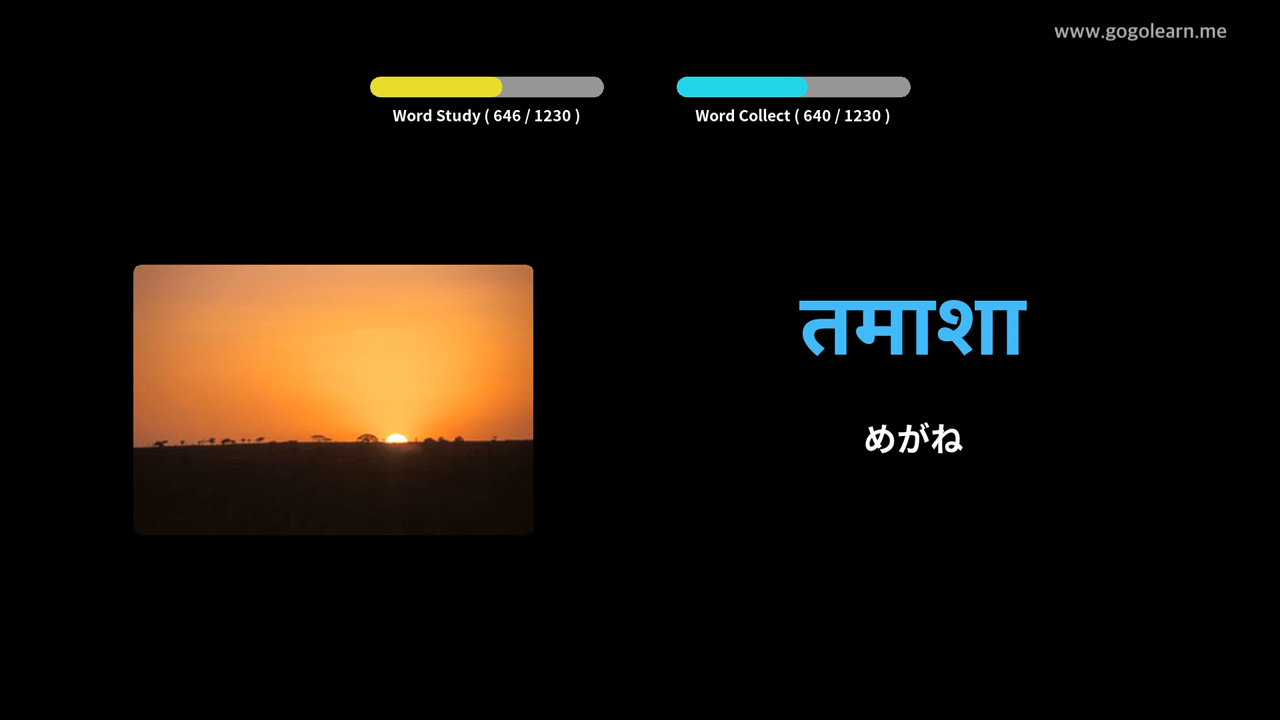 www.gogolearn.me
Word Study ( 646 / 1230 )
Word Collect ( 640 / 1230 )
तमाशा
めがね